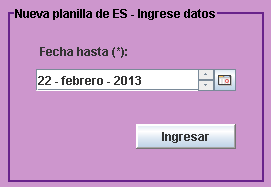 Nueva planilla de ES - Ingrese datos
Fecha hasta (*):
22 - febrero - 2013
Ingresar